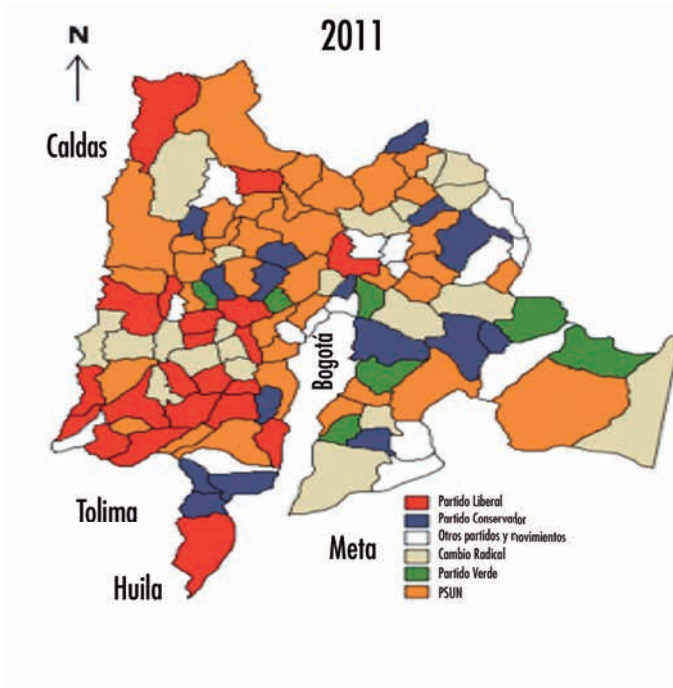 2011
N
Caldas
Bogotá
Tolima
Meta
Huila
Partido Liberal
Partido Conservador
Otros partidos y movimientos
Cambio Radical
Partido Verde
PSUN